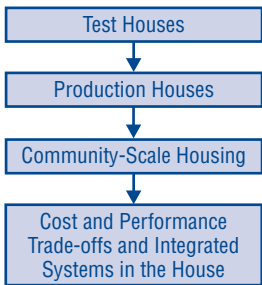 Test Houses
Production Houses
Community-Scale Housing
Cost and Performance
Trade-offs and Integrated
Systems in the House